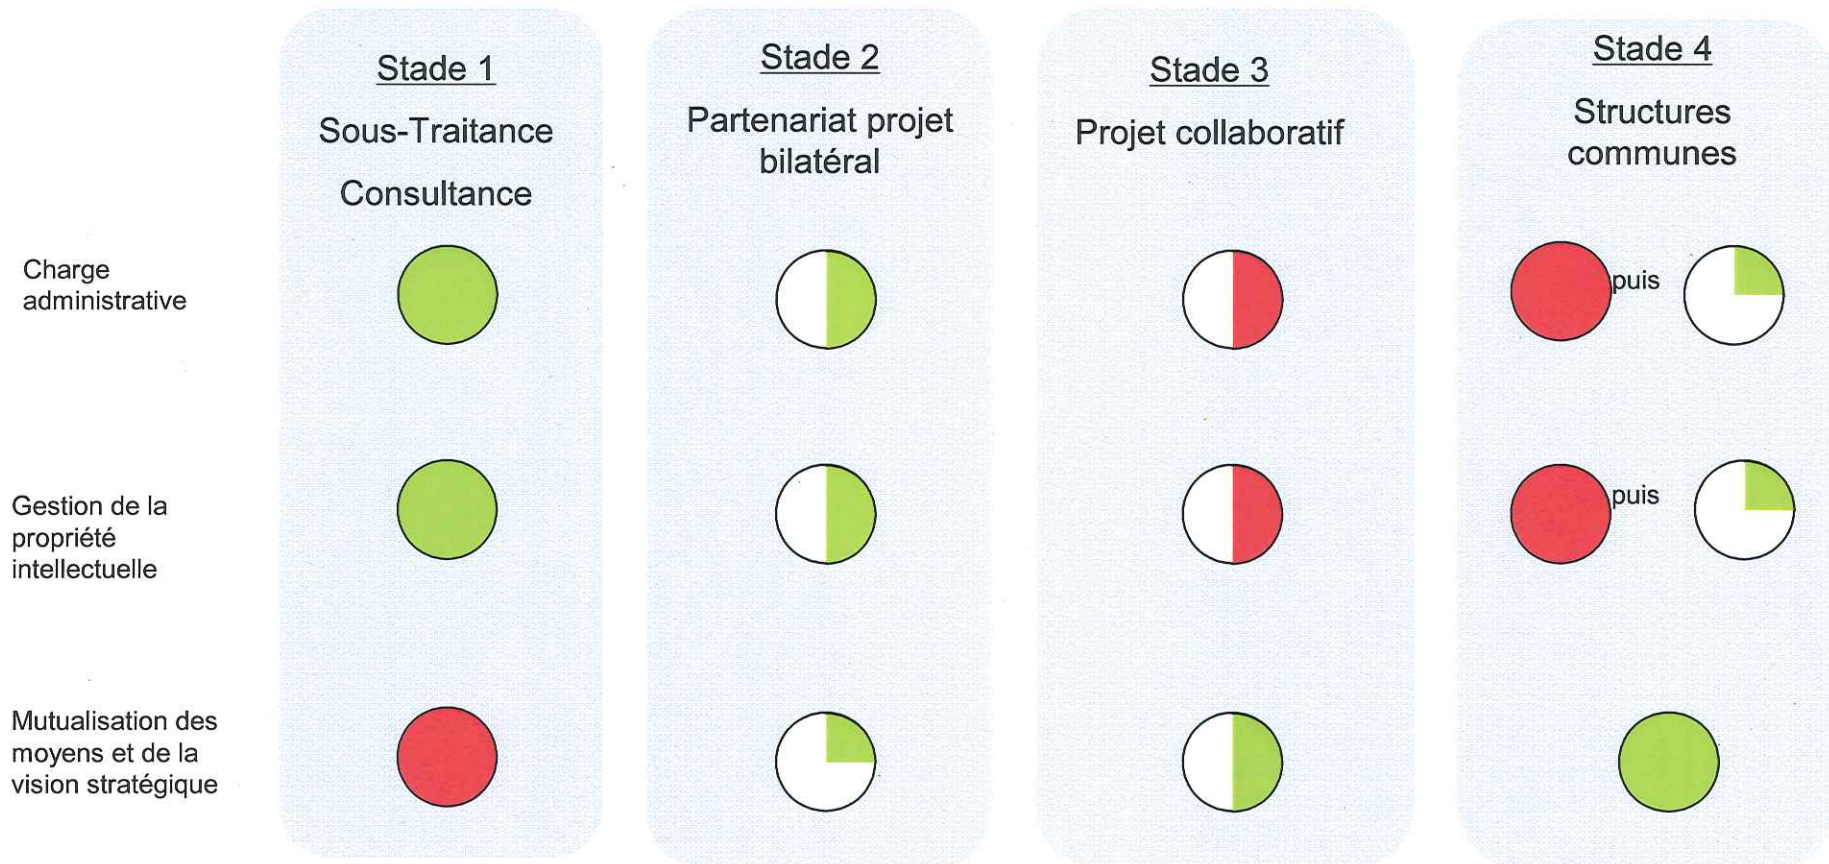 Stade 1
Sous-Traitance
Consultance
Stade 2
Partenariat projet
bilatéral
Stade 3
Projet collaboratif
Stade 4
Structures
communes
Charge
administrative
puis
Gestion de la
propriété
intellectuelle
puis
Mutualisation des
moyens et de la
vision stratégique